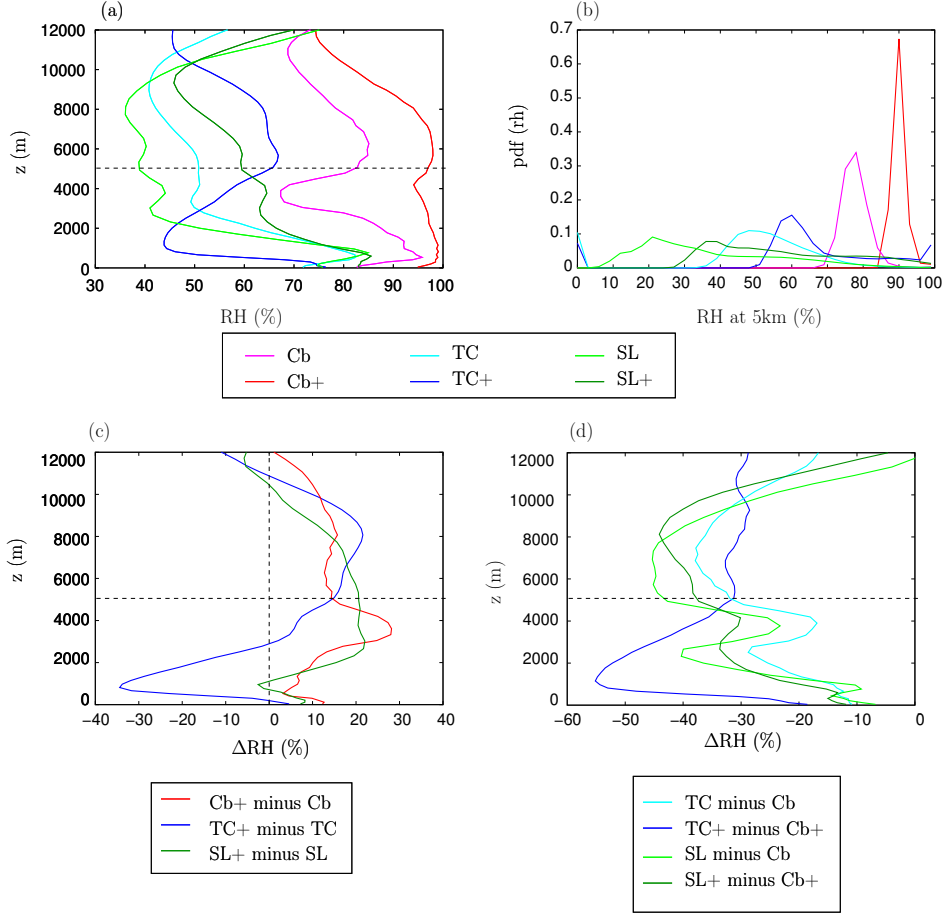 (a)
(b)
12000
10000
8000
6000
4000
2000
0
z (m)
30 40 50 60 70 80 90 100
RH (%)
0.7
0.6
0.5
0.4
0.3
0.2
0.1
0
pdf (rh)
0 10 20 30 40 50 60 70 80 90 100
RH at 5km (%)
Cb TC SL
Cb+ TC+ SL+
(c)
(d)
12000
10000
8000
6000
4000
2000
0
z (m)
−40 −30 −20 −10 0 10 20 30 40
ΔRH (%)
12000
10000
8000
6000
4000
2000
0
z (m)
−60 −50 −40 −30 −20 −10 0
ΔRH (%)
Cb+ minus Cb
TC+ minus TC
SL+ minus SL
TC minus Cb
TC+ minus Cb+
SL minus Cb
SL+ minus Cb+